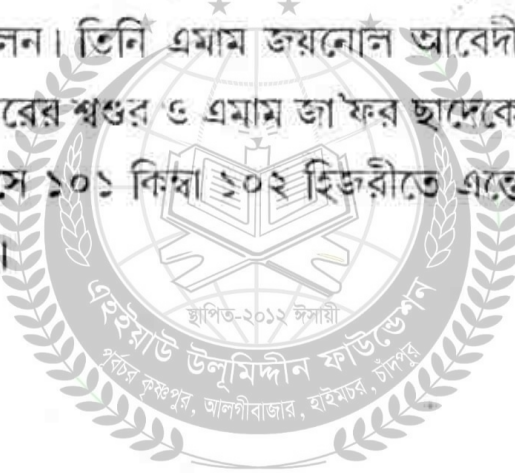 লেন। তিনি এমাম জয়নোল আবেদী
রের শ্বশুর ও এমাম জা'ফর ছাদেকে
সে ১০১ কিম্বা ১০২ হিজরীতে এন্তে
।
স্থাপিত-২০১২ ঈসায়ী
এহইয়াউ উলূমিদ্দীন ফাউন্ডেশন
পূর্বচর কৃষ্ণপুর, আলগীবাজার, হাইমচর, চাঁদপুর